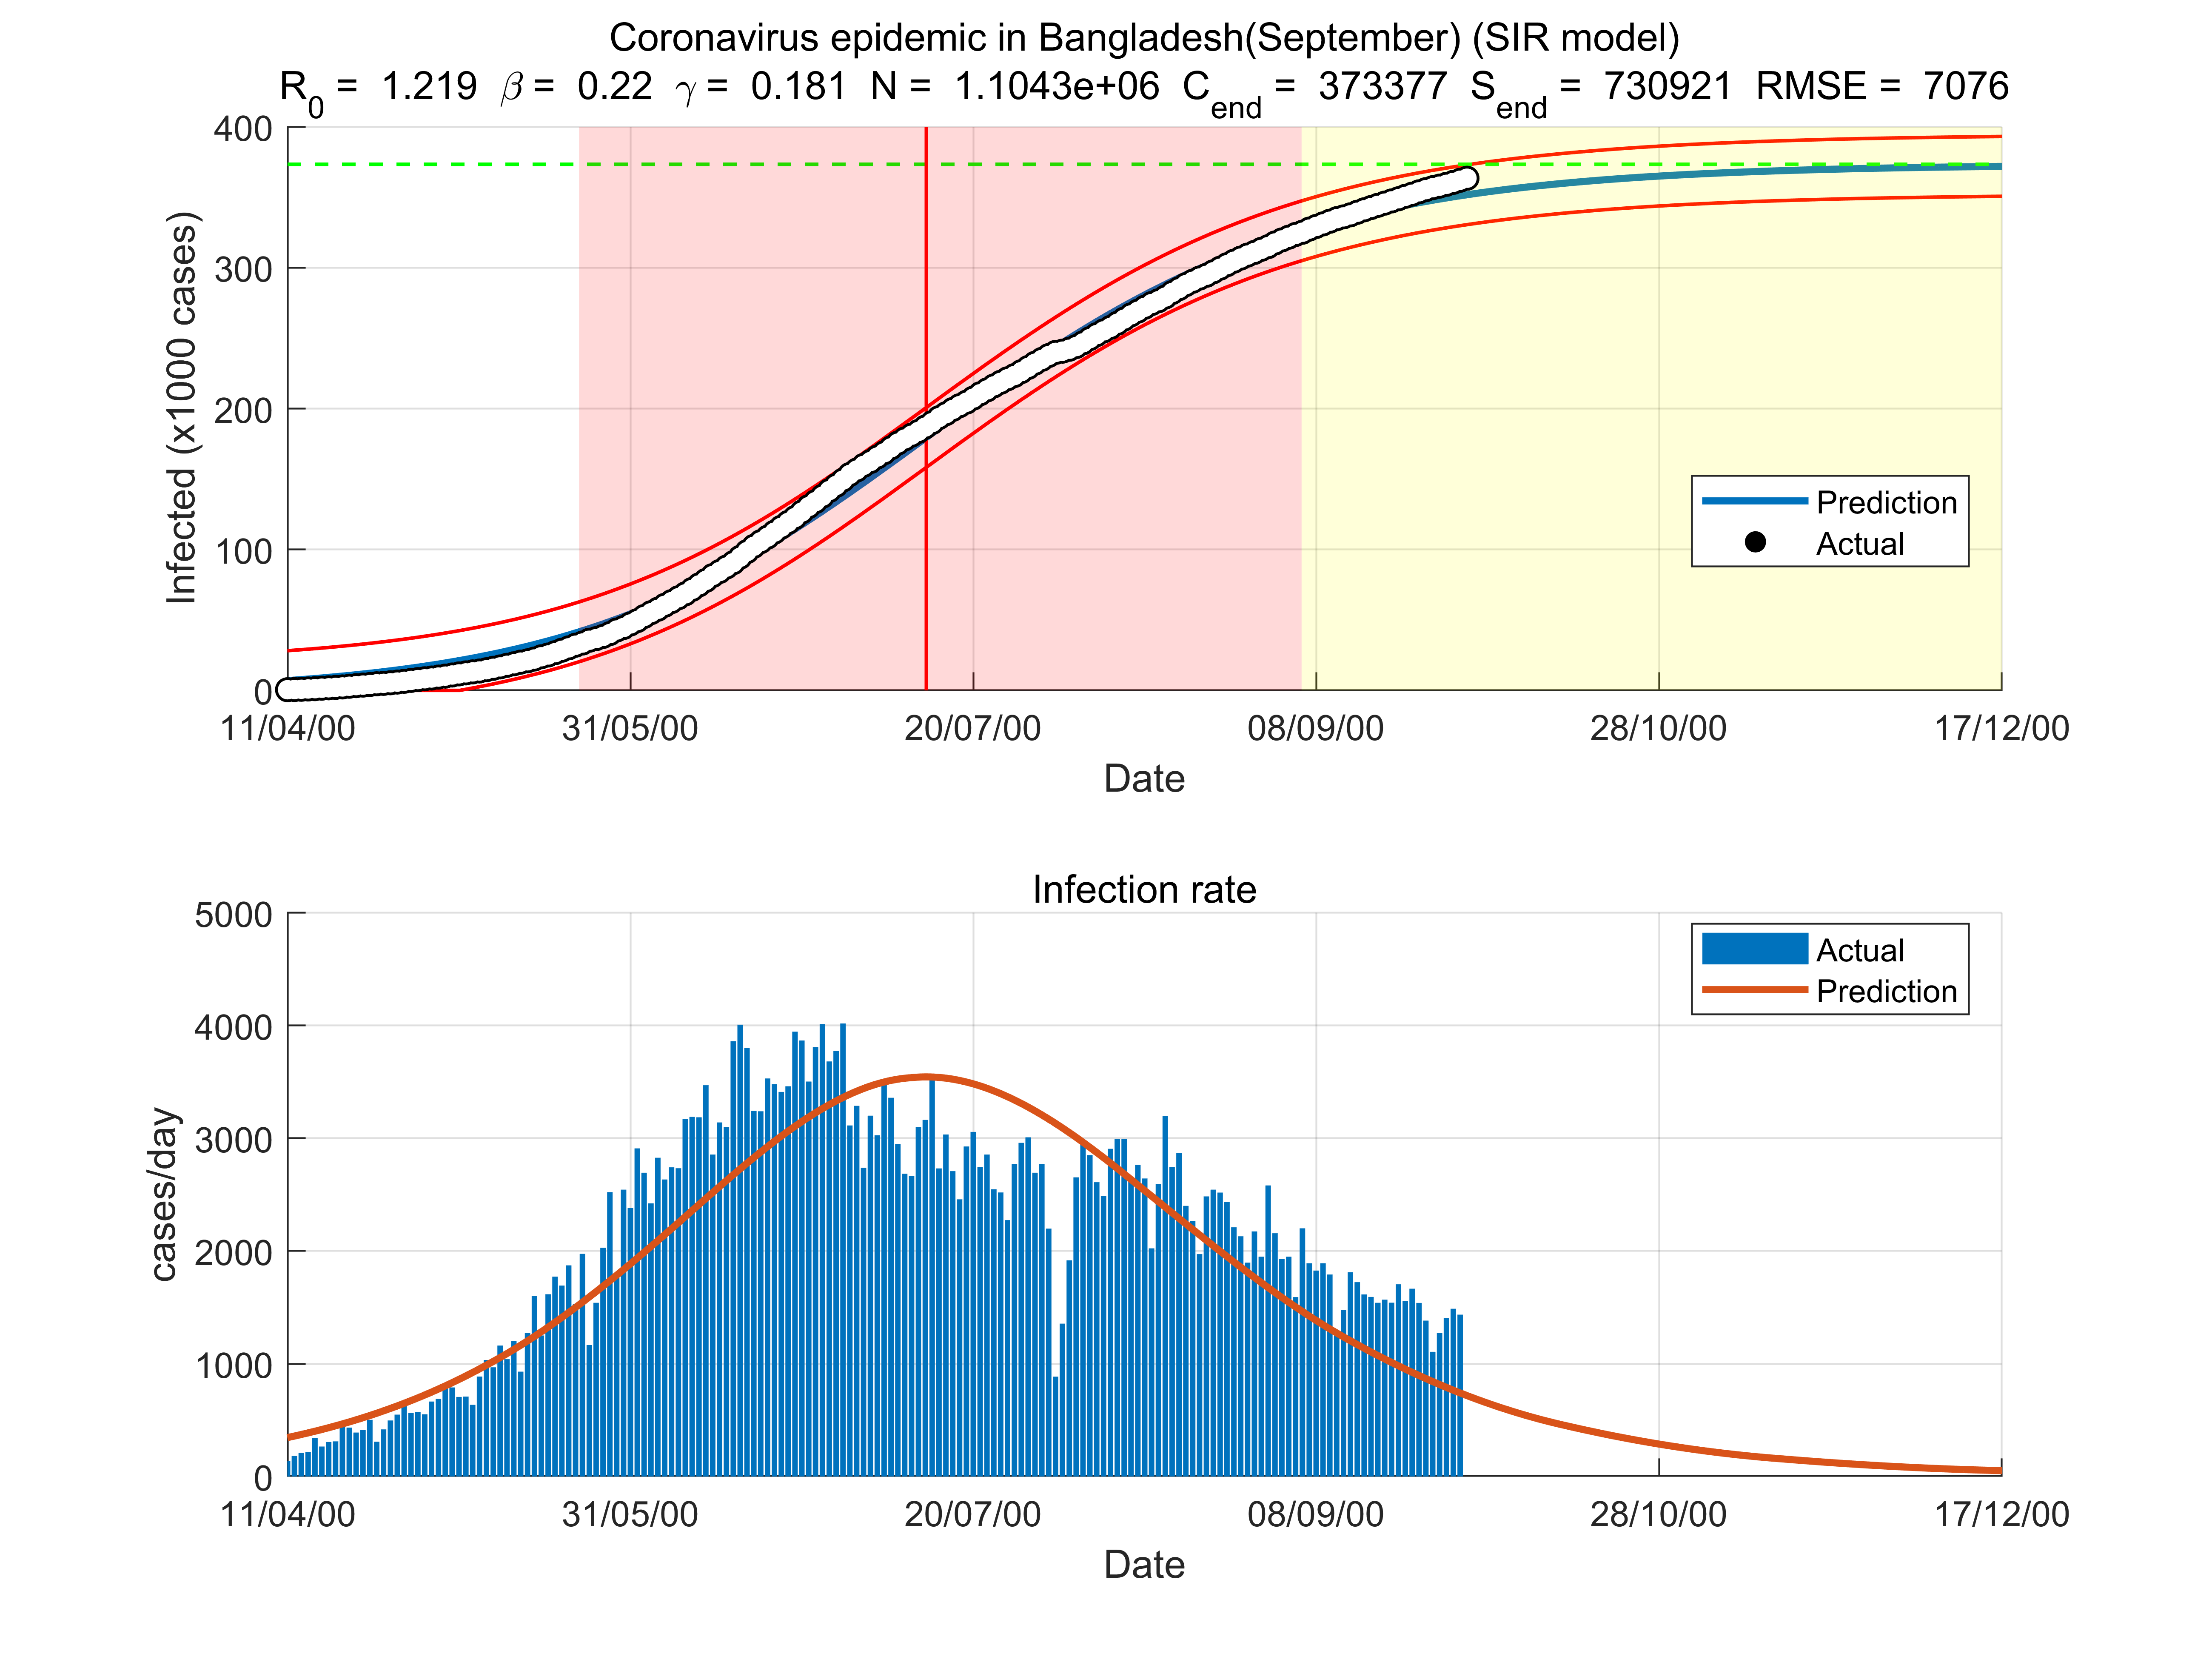 Coronavirus epidemic in Bangladesh(September) (SIR model)
R0 = 1.219 β = 0.22 γ = 0.181 N = 1.1043e+06 Cend = 373377 Send = 730921 RMSE = 7076
400
300
200
100
0
Infected (x1000 cases)
Prediction
Actual
11/04/00 31/05/00 20/07/00 08/09/00 28/10/00 17/12/00
Date
Infection rate
5000
4000
3000
2000
1000
0
cases/day
Actual
Prediction
11/04/00 31/05/00 20/07/00 08/09/00 28/10/00 17/12/00
Date